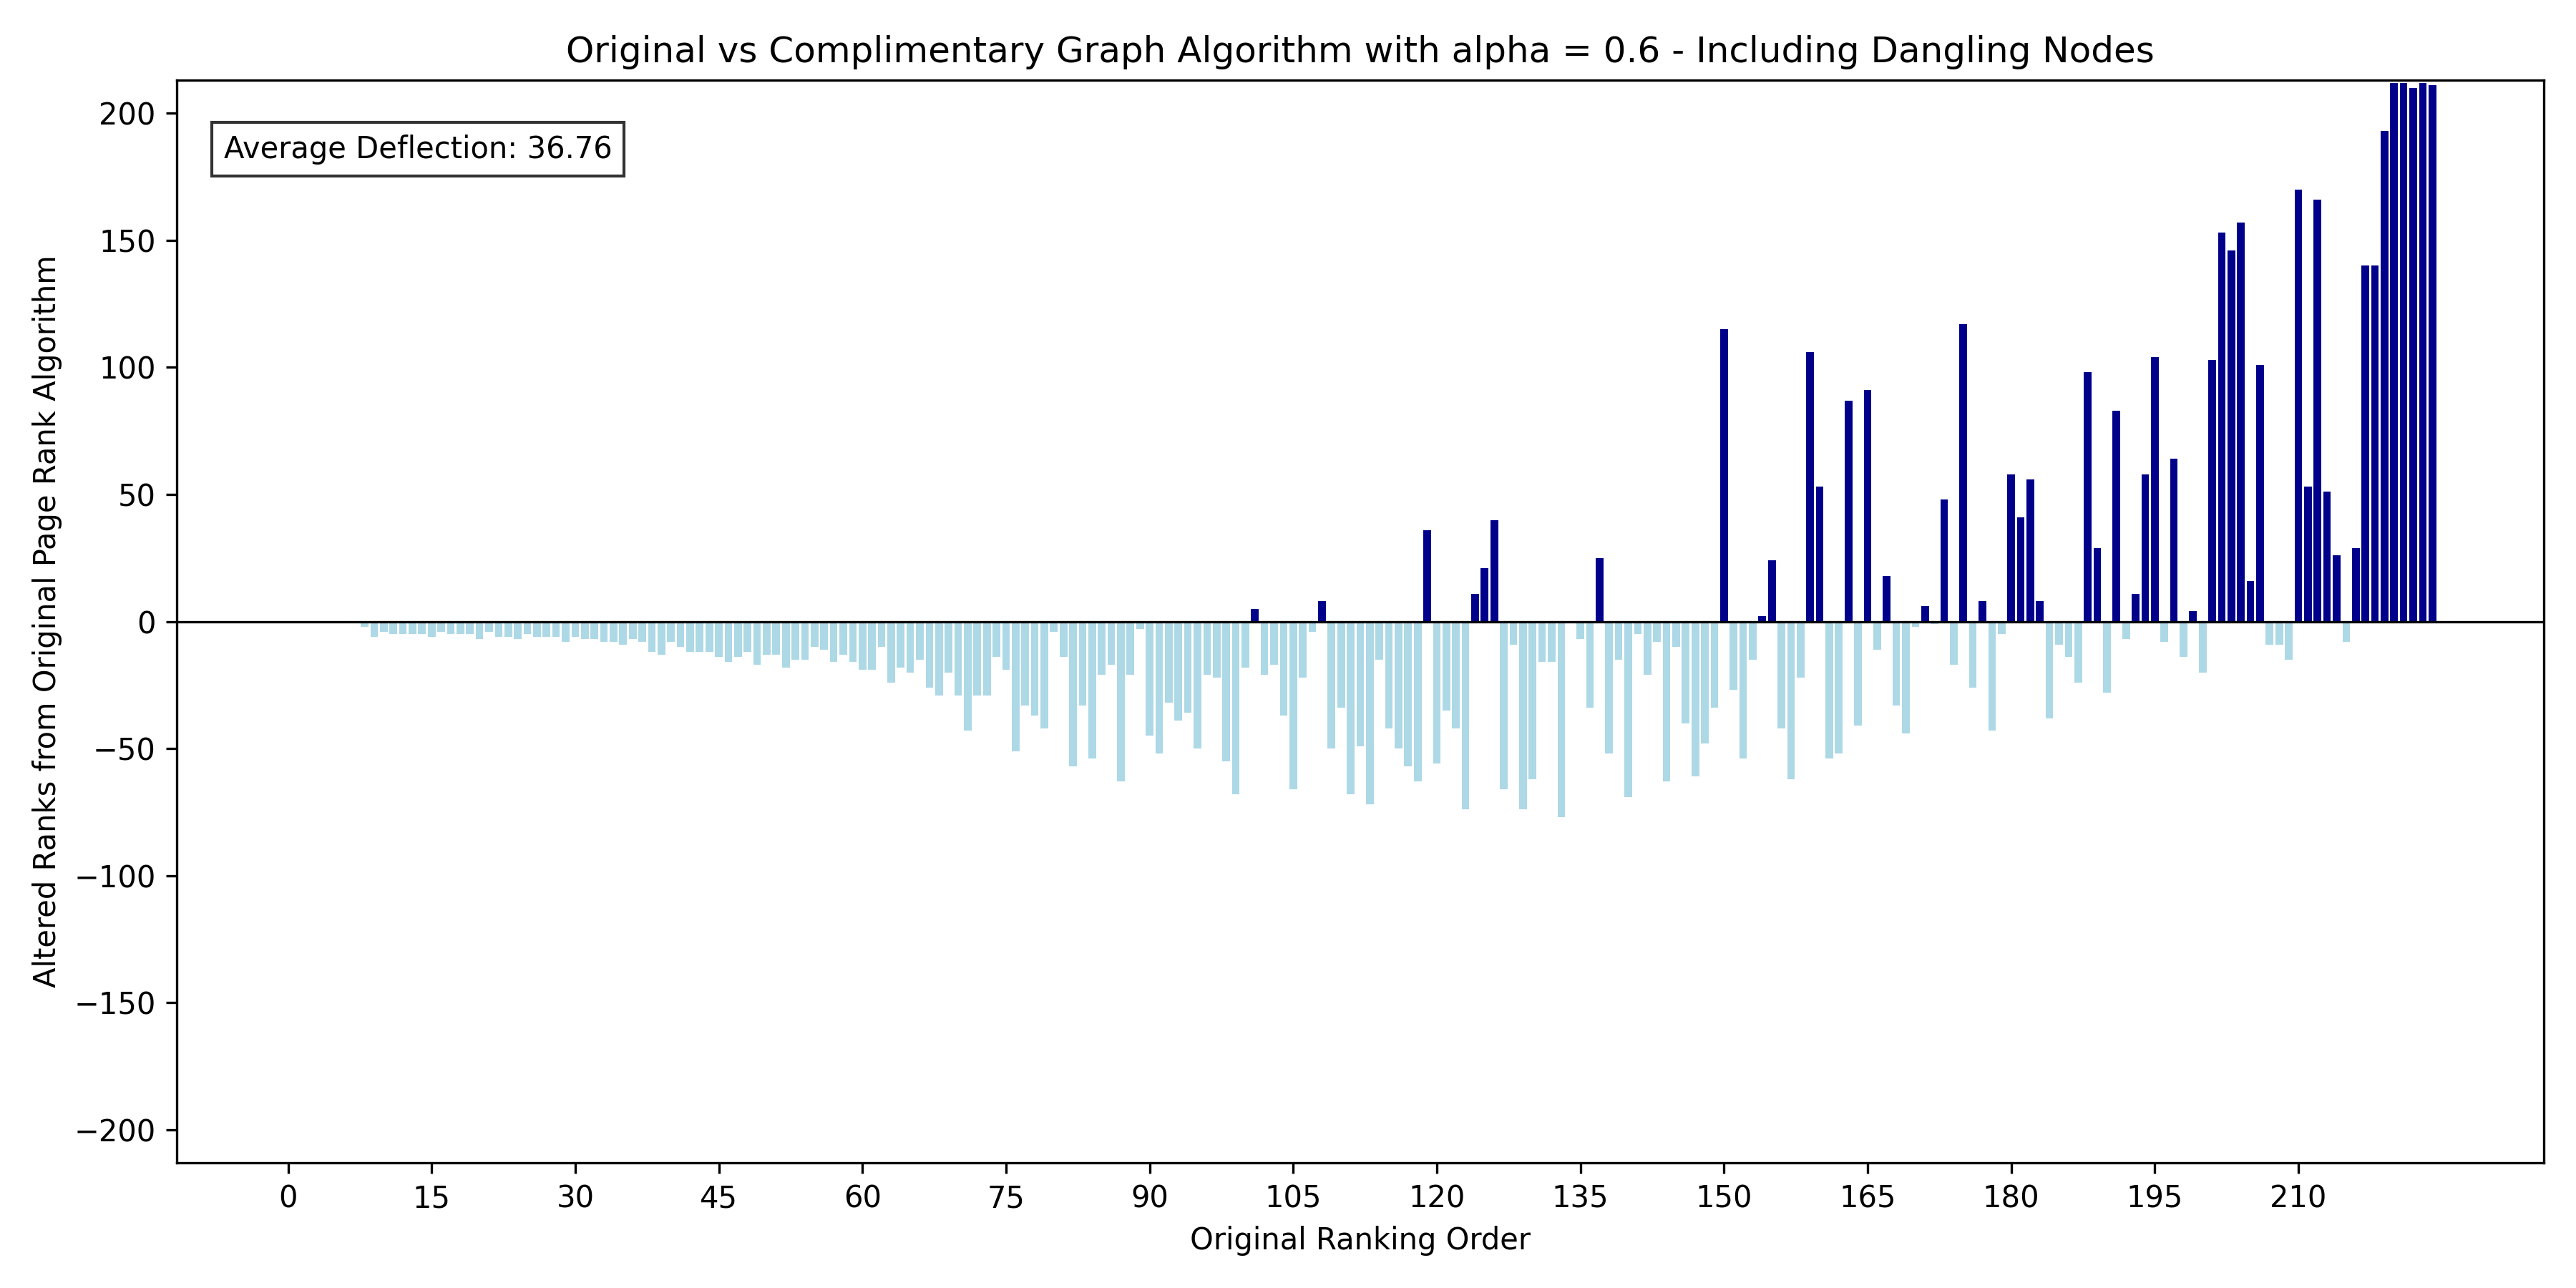 Original vs Complimentary Graph Algorithm with alpha = 0.6 - Including Dangling Nodes
Average Deflection: 36.76
Altered Ranks from Original Page Rank Algorithm
200
150
100
50
0
−50
−100
−150
−200
0 15 30 45 60 75 90 105 120 135 150 165 180 195 210
Original Ranking Order